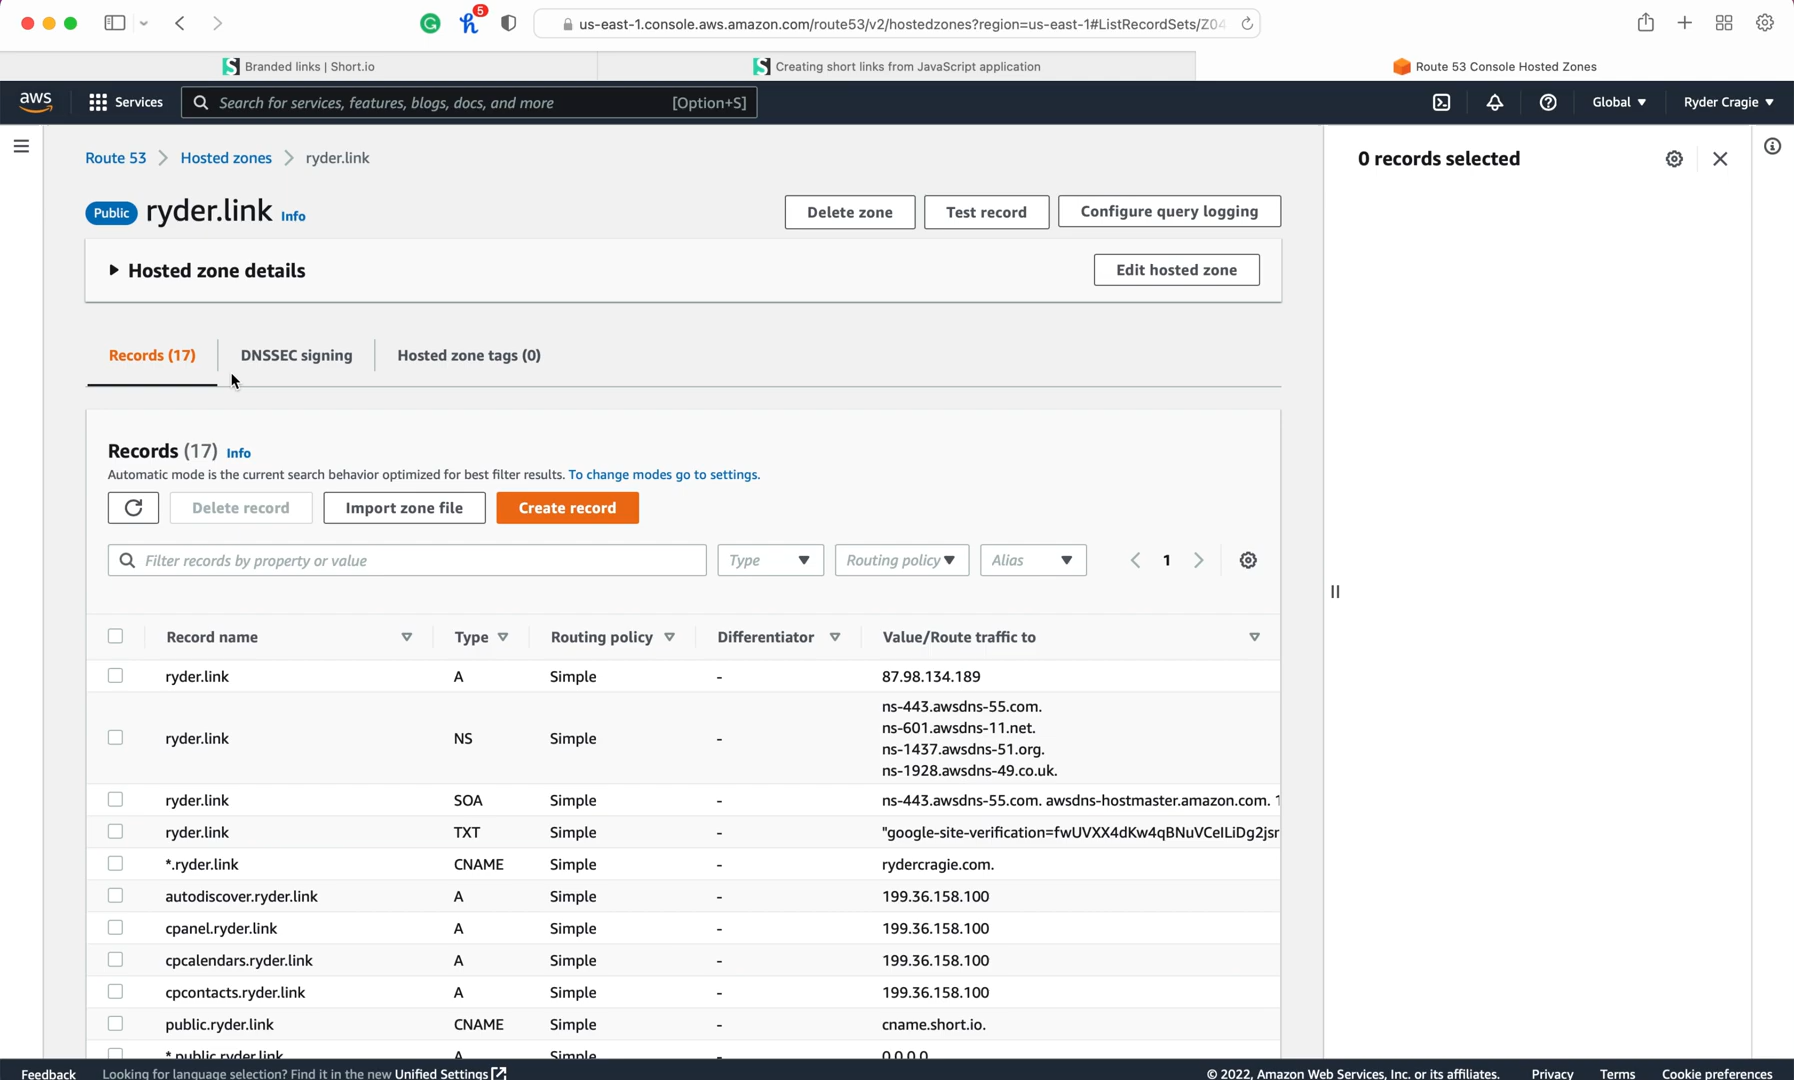 5
us-east-1.console.aws.amazon.com/route53/v2/hostedzones?region=us-east-1#ListRecordSets/Z04
Branded links | Short.io
Creating short links from JavaScript application
Route 53 Console Hosted Zones
aws
Services
Search for services, features, blogs, docs, and more
[Option+S]
Global
Ryder Cragie
Route 53
Hosted zones
ryder.link
0 records selected
Public
ryder.link
Info
Delete zone
Test record
Configure query logging
Hosted zone details
Edit hosted zone
Records (17)
DNSSEC signing
Hosted zone tags (0)
Records (17) Info
Automatic mode is the current search behavior optimized for best filter results. To change modes go to settings.
Delete record
Import zone file
Create record
Filter records by property or value
Type
Routing policy
Alias
1
Record name Type Routing policy Differentiator Value/Route traffic to
ryder.link A Simple - 87.98.134.189
ns-443.awsdns-55.com.
ns-601.awsdns-11.net.
ryder.link NS Simple -
ns-1437.awsdns-51.org.
ns-1928.awsdns-49.co.uk.
ryder.link SOA Simple - ns-443.awsdns-55.com. awsdns-hostmaster.amazon.com. 1
ryder.link TXT Simple - "google-site-verification=
*.ryder.link CNAME Simple - rydercragie.com.
autodiscover.ryder.link A Simple - 199.36.158.100
cpanel.ryder.link A Simple - 199.36.158.100
cpcalendars.ryder.link A Simple - 199.36.158.100
cpcontacts.ryder.link A Simple - 199.36.158.100
public.ryder.link CNAME Simple - cname.short.io.
*.public.ryder.link A Simple - 0.0.0.0
Feedback
Looking for language selection? Find it in the new Unified Settings
© 2022, Amazon Web Services, Inc. or its affiliates.
Privacy
Terms
Cookie preferences